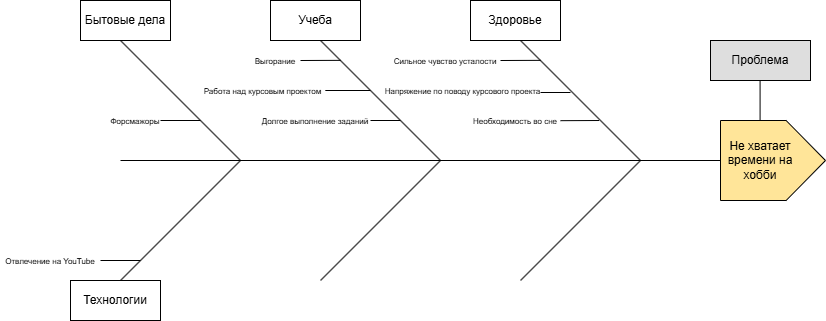 Бытовые дела
Учеба
Здоровье
Проблема
Выгорание
Сильное чувство усталости
Работа над курсовым проектом
Напряжение по поводу курсового проекта
Форсмажоры
Долгое выполнение заданий
Необходимость во сне
Не хватает
времени на
хобби
Отвлечение на YouTube
Технологии